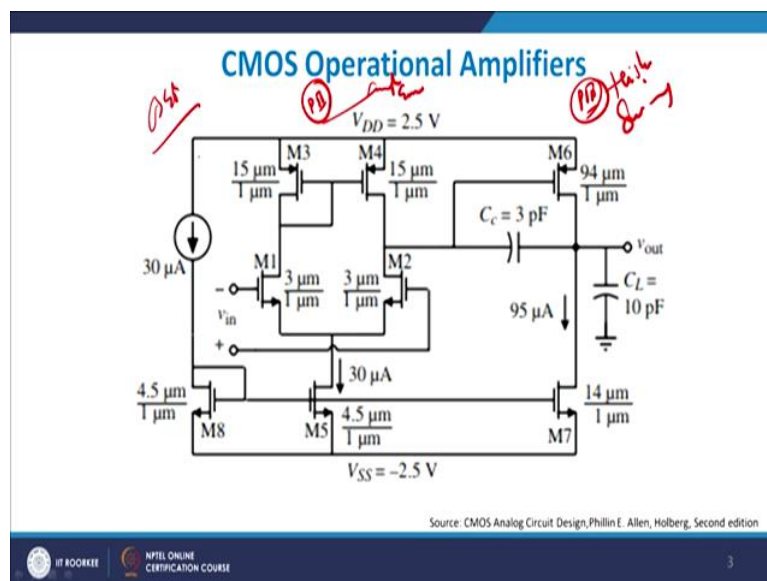 CMOS Operational Amplifiers
V_DD = 2.5 V
M3
M4
M6
15 μm
1 μm
15 μm
1 μm
94 μm
1 μm
C_c = 3 pF
v_out
30 μA
M1
M2
3 μm
1 μm
3 μm
1 μm
−
v_in
+
95 μA
C_L =
10 pF
30 μA
4.5 μm
1 μm
M8
M5
4.5 μm
1 μm
14 μm
1 μm
M7
V_SS = −2.5 V
Source: CMOS Analog Circuit Design,Phillin E. Allen, Holberg, Second edition
IIT ROORKEE
NPTEL ONLINE
CERTIFICATION COURSE
3